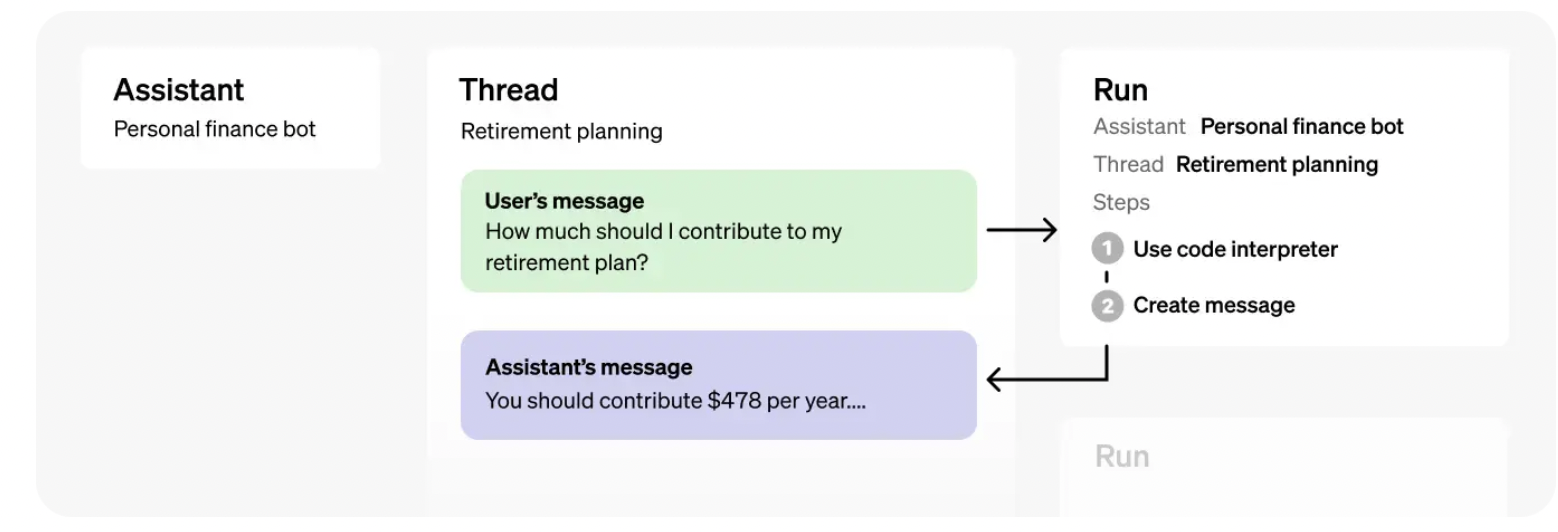 Assistant
Personal finance bot
Thread
Retirement planning
User’s message
How much should I contribute to my
retirement plan?
Assistant’s message
You should contribute $478 per year....
Run
Assistant Personal finance bot
Thread Retirement planning
Steps
1 Use code interpreter
2 Create message
Run